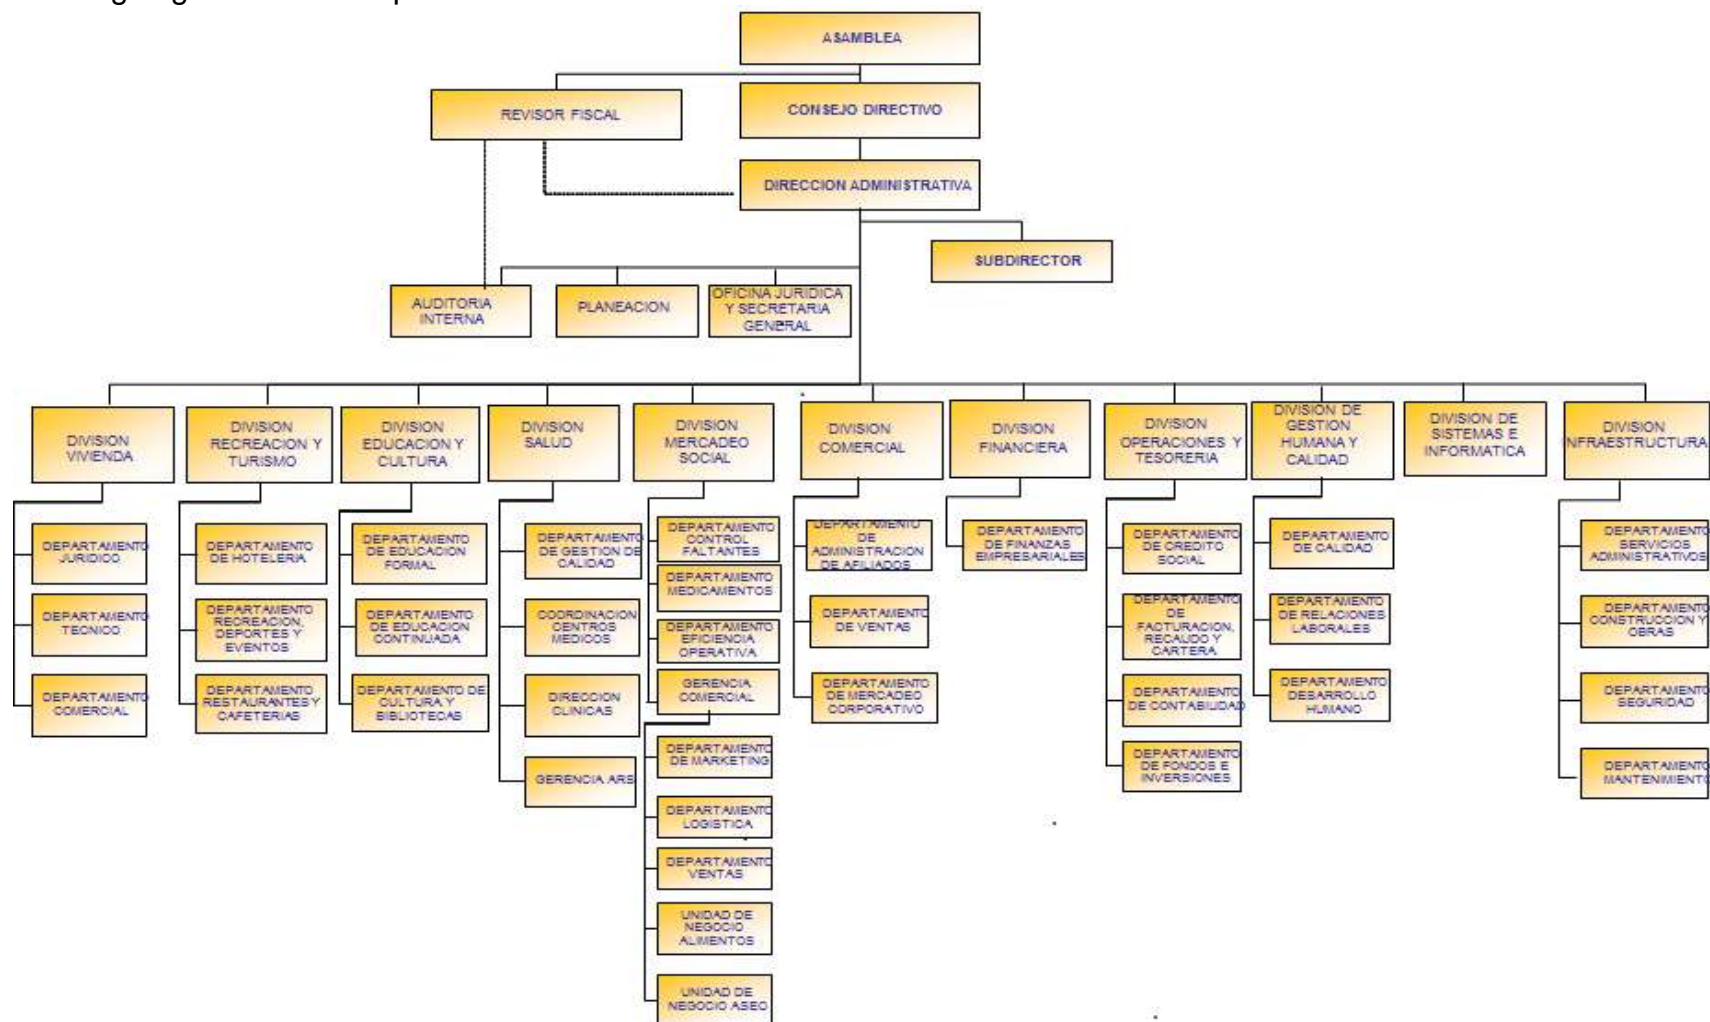 ASAMBLEA
REVISOR FISCAL
CONSEJO DIRECTIVO
DIRECCION ADMINISTRATIVA
SUBDIRECTOR
AUDITORIA
INTERNA
PLANEACION
OFICINA JURIDICA
Y SECRETARIA
GENERAL
DIVISION
VIVIENDA
DIVISION
RECREACION Y
TURISMO
DIVISION
EDUCACION Y
CULTURA
DIVISION
SALUD
DIVISION
MERCADEO
SOCIAL
DIVISION
COMERCIAL
DIVISION
FINANCIERA
DIVISION
OPERACIONES Y
TESORERIA
DIVISION DE
GESTION
HUMANA Y
CALIDAD
DIVISION DE
SISTEMAS E
INFORMATICA
DIVISION
INFRAESTRUCTURA
DEPARTAMENTO
JURIDICO
DEPARTAMENTO
TECNICO
DEPARTAMENTO
COMERCIAL
DEPARTAMENTO
DE HOTELERIA
DEPARTAMENTO
RECREACION,
DEPORTES Y
EVENTOS
DEPARTAMENTO
RESTAURANTES Y
CAFETERIAS
DEPARTAMENTO
DE EDUCACION
FORMAL
DEPARTAMENTO
DE EDUCACION
CONTINUADA
DEPARTAMENTO DE
CULTURA Y
BIBLIOTECAS
DEPARTAMENTO
DE GESTION DE
CALIDAD
COORDINACION
CENTROS
MEDICOS
DIRECCION
CLINICAS
GERENCIA ARS
DEPARTAMENTO
CONTROL
FALTANTES
DEPARTAMENTO
MEDICAMENTOS
DEPARTAMENTO
EFICIENCIA
OPERATIVA
GERENCIA
COMERCIAL
DEPARTAMENTO
DE MARKETING
DEPARTAMENTO
LOGISTICA
DEPARTAMENTO
VENTAS
UNIDAD DE
NEGOCIO
ALIMENTOS
UNIDAD DE
NEGOCIO ASEO
DEPARTAMENTO
DE
ADMINISTRACION
DE AFILIADOS
DEPARTAMENTO
DE VENTAS
DEPARTAMENTO
DE MERCADEO
CORPORATIVO
DEPARTAMENTO
DE FINANZAS
EMPRESARIALES
DEPARTAMENTO
DE CREDITO
SOCIAL
DEPARTAMENTO
DE
FACTURACION,
RECAUDO Y
CARTERA
DEPARTAMENTO
DE CONTABILIDAD
DEPARTAMENTO
DE FONDOS E
INVERSIONES
DEPARTAMENTO
DE CALIDAD
DEPARTAMENTO
DE RELACIONES
LABORALES
DEPARTAMENTO
DESARROLLO
HUMANO
DEPARTAMENTO
SERVICIOS
ADMINISTRATIVOS
DEPARTAMENTO
CONSTRUCCION Y
OBRAS
DEPARTAMENTO
SEGURIDAD
DEPARTAMENTO
MANTENIMIENTO